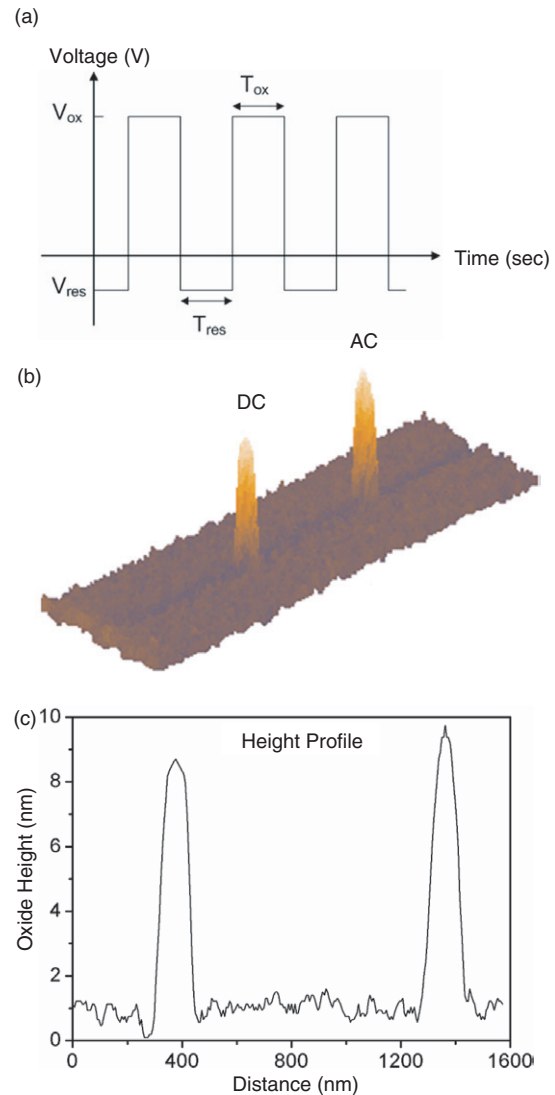 (a)
Voltage (V)
Vox
Tox
Time (sec)
Vres
Tres
(b)
DC
AC
(c)
Height Profile
Oxide Height (nm)
10
8
6
4
2
0
0 400 800 1200 1600
Distance (nm)